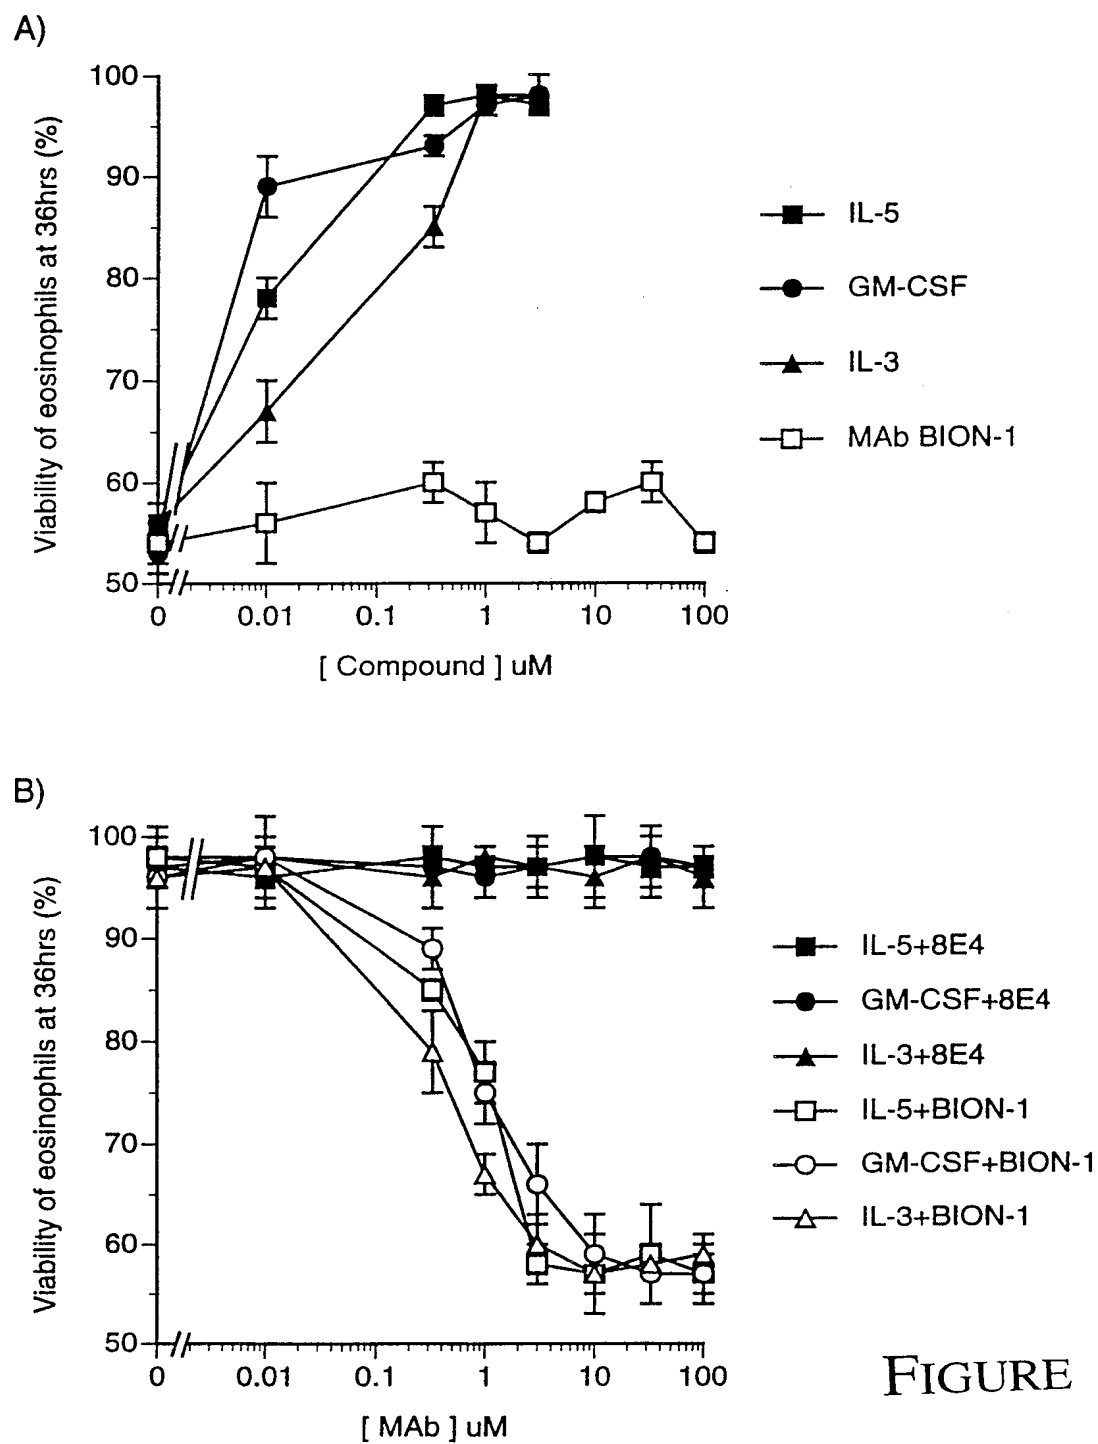 A)
Viability of eosinophils at 36hrs (%)
100
90
80
70
60
50
0 0.01 0.1 1 10 100
[ Compound ] uM
IL-5
GM-CSF
IL-3
MAb BION-1
B)
Viability of eosinophils at 36hrs (%)
100
90
80
70
60
50
0 0.01 0.1 1 10 100
[ MAb ] uM
IL-5+8E4
GM-CSF+8E4
IL-3+8E4
IL-5+BION-1
GM-CSF+BION-1
IL-3+BION-1
FIGURE